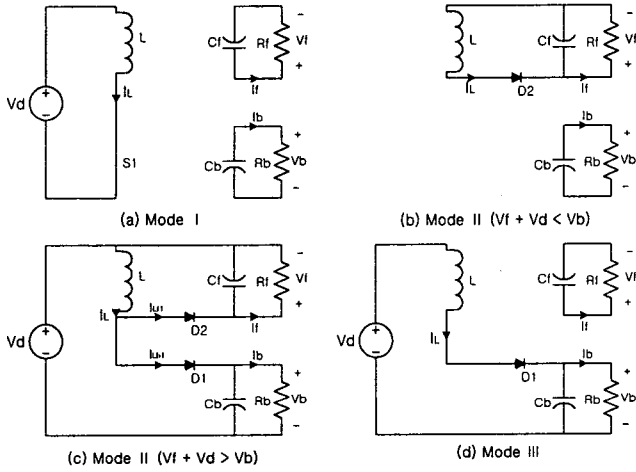 L
IL
S1
Vd
+
−
Cf
Rf
−
Vf
+
If
Ib
Cb
Rb
+
Vb
−
(a) Mode I
L
IL
D2
Cf
Rf
−
Vf
+
If
Ib
Cb
Rb
+
Vb
−
(b) Mode II (Vf + Vd < Vb)
Vd
+
−
L
IL
D2
Cf
Rf
−
Vf
+
If
D1
Ib
Cb
Rb
+
Vb
−
(c) Mode II (Vf + Vd > Vb)
Vd
+
−
L
IL
D1
Cf
Rf
−
Vf
+
If
Ib
Cb
Rb
+
Vb
−
(d) Mode III